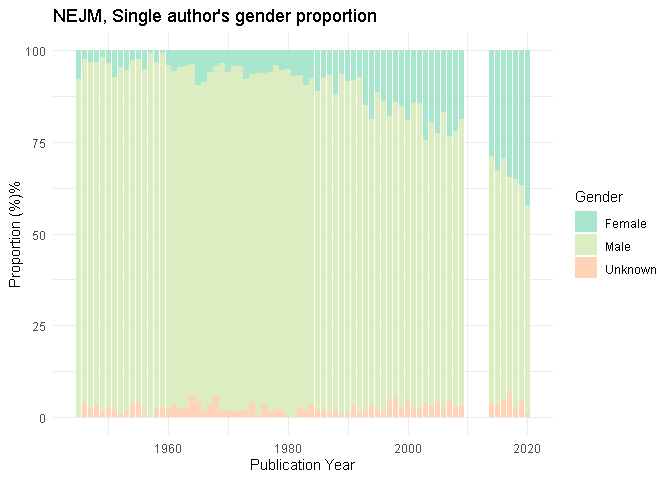 NEJM, Single author's gender proportion
Proportion (%)%
100
75
50
25
0
1960
1980
2000
2020
Publication Year
Gender
Female
Male
Unknown